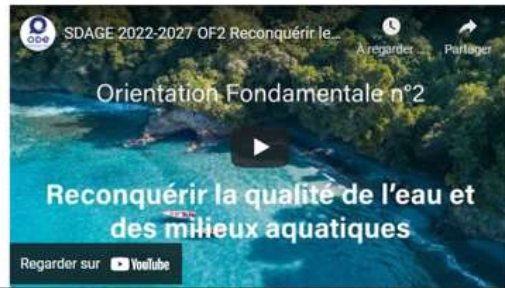 ODE
SDAGE 2022-2027 OF2 Reconquérir le...
À regarder ...
Partager
Orientation Fondamentale n°2
Reconquérir la qualité de l'eau et
des milieux aquatiques
Regarder sur YouTube